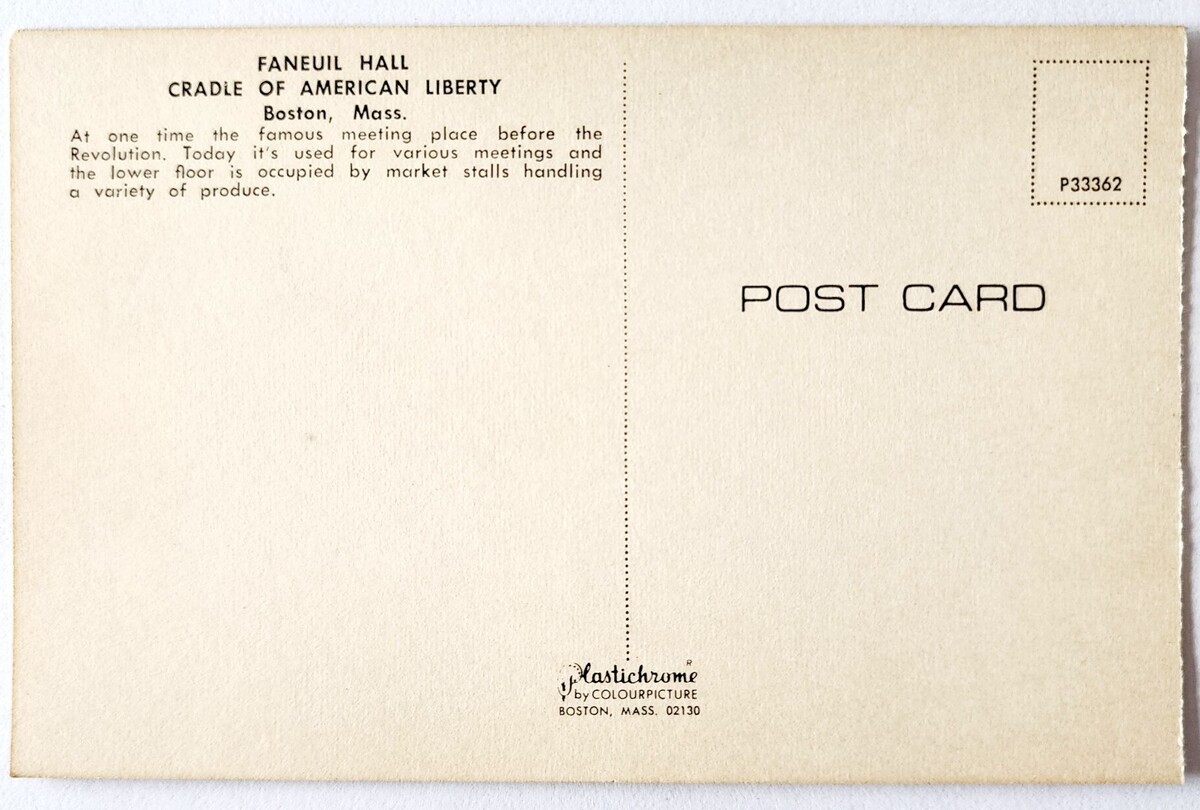 FANEUIL HALL
CRADLE OF AMERICAN LIBERTY
Boston, Mass.
At one time the famous meeting place before the
Revolution. Today it's used for various meetings and
the lower floor is occupied by market stalls handling
a variety of produce.
P33362
POST CARD
Plastichrome R
by COLOURPICTURE
BOSTON, MASS. 02130